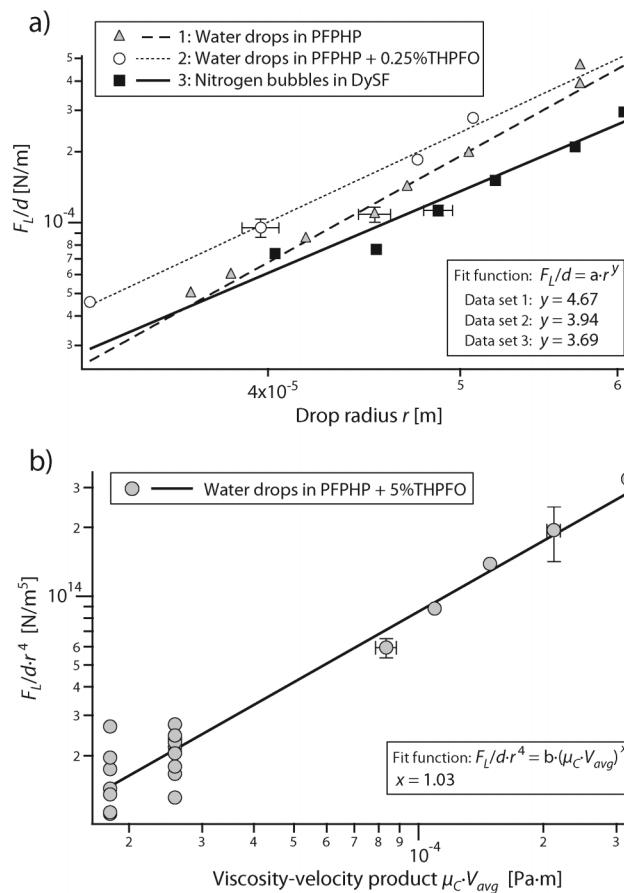 a)
1: Water drops in PFPHP
2: Water drops in PFPHP + 0.25%THPFO
3: Nitrogen bubbles in DySF
F_L/d [N/m]
5
4
3
2
10^-4
9
8
7
6
5
4
3
Fit function: F_L/d = a·r^y
Data set 1: y = 4.67
Data set 2: y = 3.94
Data set 3: y = 3.69
4x10^-5
5
6
Drop radius r [m]
b)
Water drops in PFPHP + 5%THPFO
F_L/d·r^4 [N/m^5]
3
2
10^14
6
5
4
3
2
Fit function: F_L/d·r^4 = b·(μ_C·V_avg)^x
x = 1.03
2
3
4
5
6
7
8
9
10^-4
2
3
Viscosity-velocity product μ_C·V_avg [Pa·m]